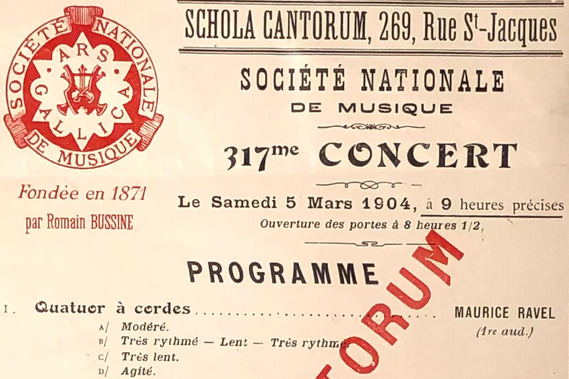 SCHOLA CANTORUM, 269, Rue St-Jacques
SOCIÉTÉ NATIONALE
DE MUSIQUE
SOCIÉTÉ NATIONALE
DE MUSIQUE
ARS
GALLICA
317me CONCERT
Fondée en 1871
par Romain BUSSINE
Le Samedi 5 Mars 1904, à 9 heures précises
Ouverture des portes à 8 heures 1/2,
PROGRAMME
1. Quatuor à cordes.............................. MAURICE RAVEL
A/ Modéré. (1re aud.)
B/ Très rythmé — Lent — Très rythmé.
C/ Très lent.
D/ Agité.
TORUM